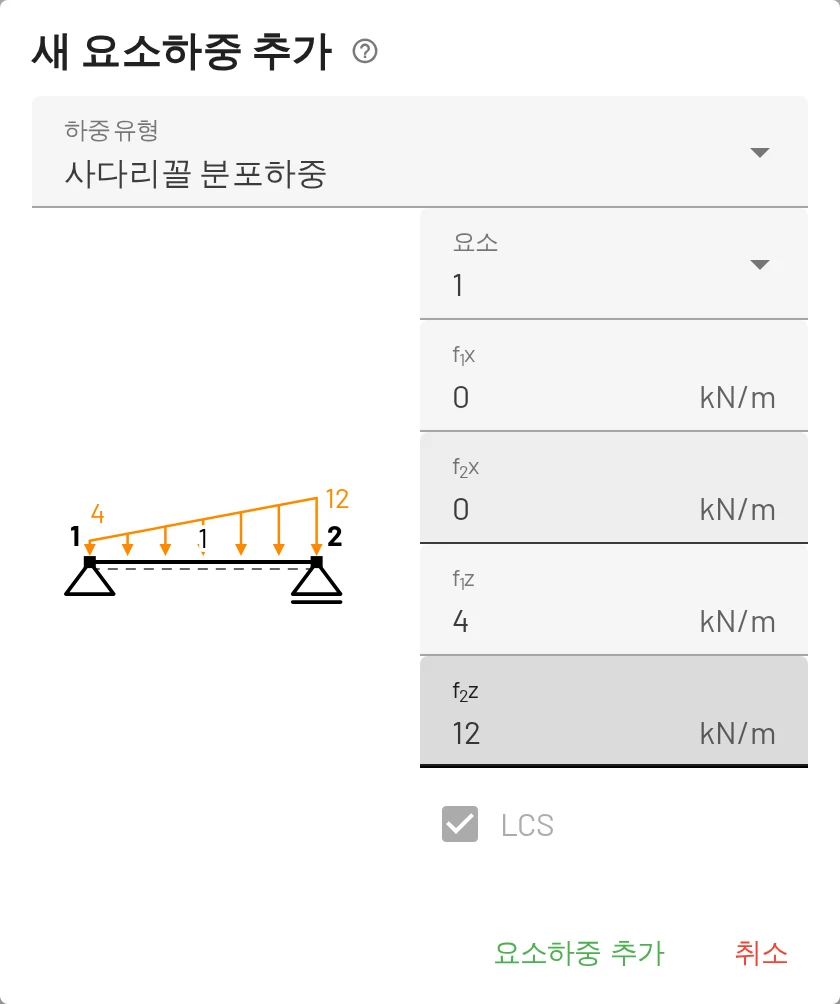 새 요소하중 추가 ?
하중 유형
사다리꼴 분포하중
요소
1
f₁x
0 kN/m
f₂x
0 kN/m
4
12
1
1
2
f₁z
4 kN/m
f₂z
12 kN/m
LCS
요소하중 추가
취소